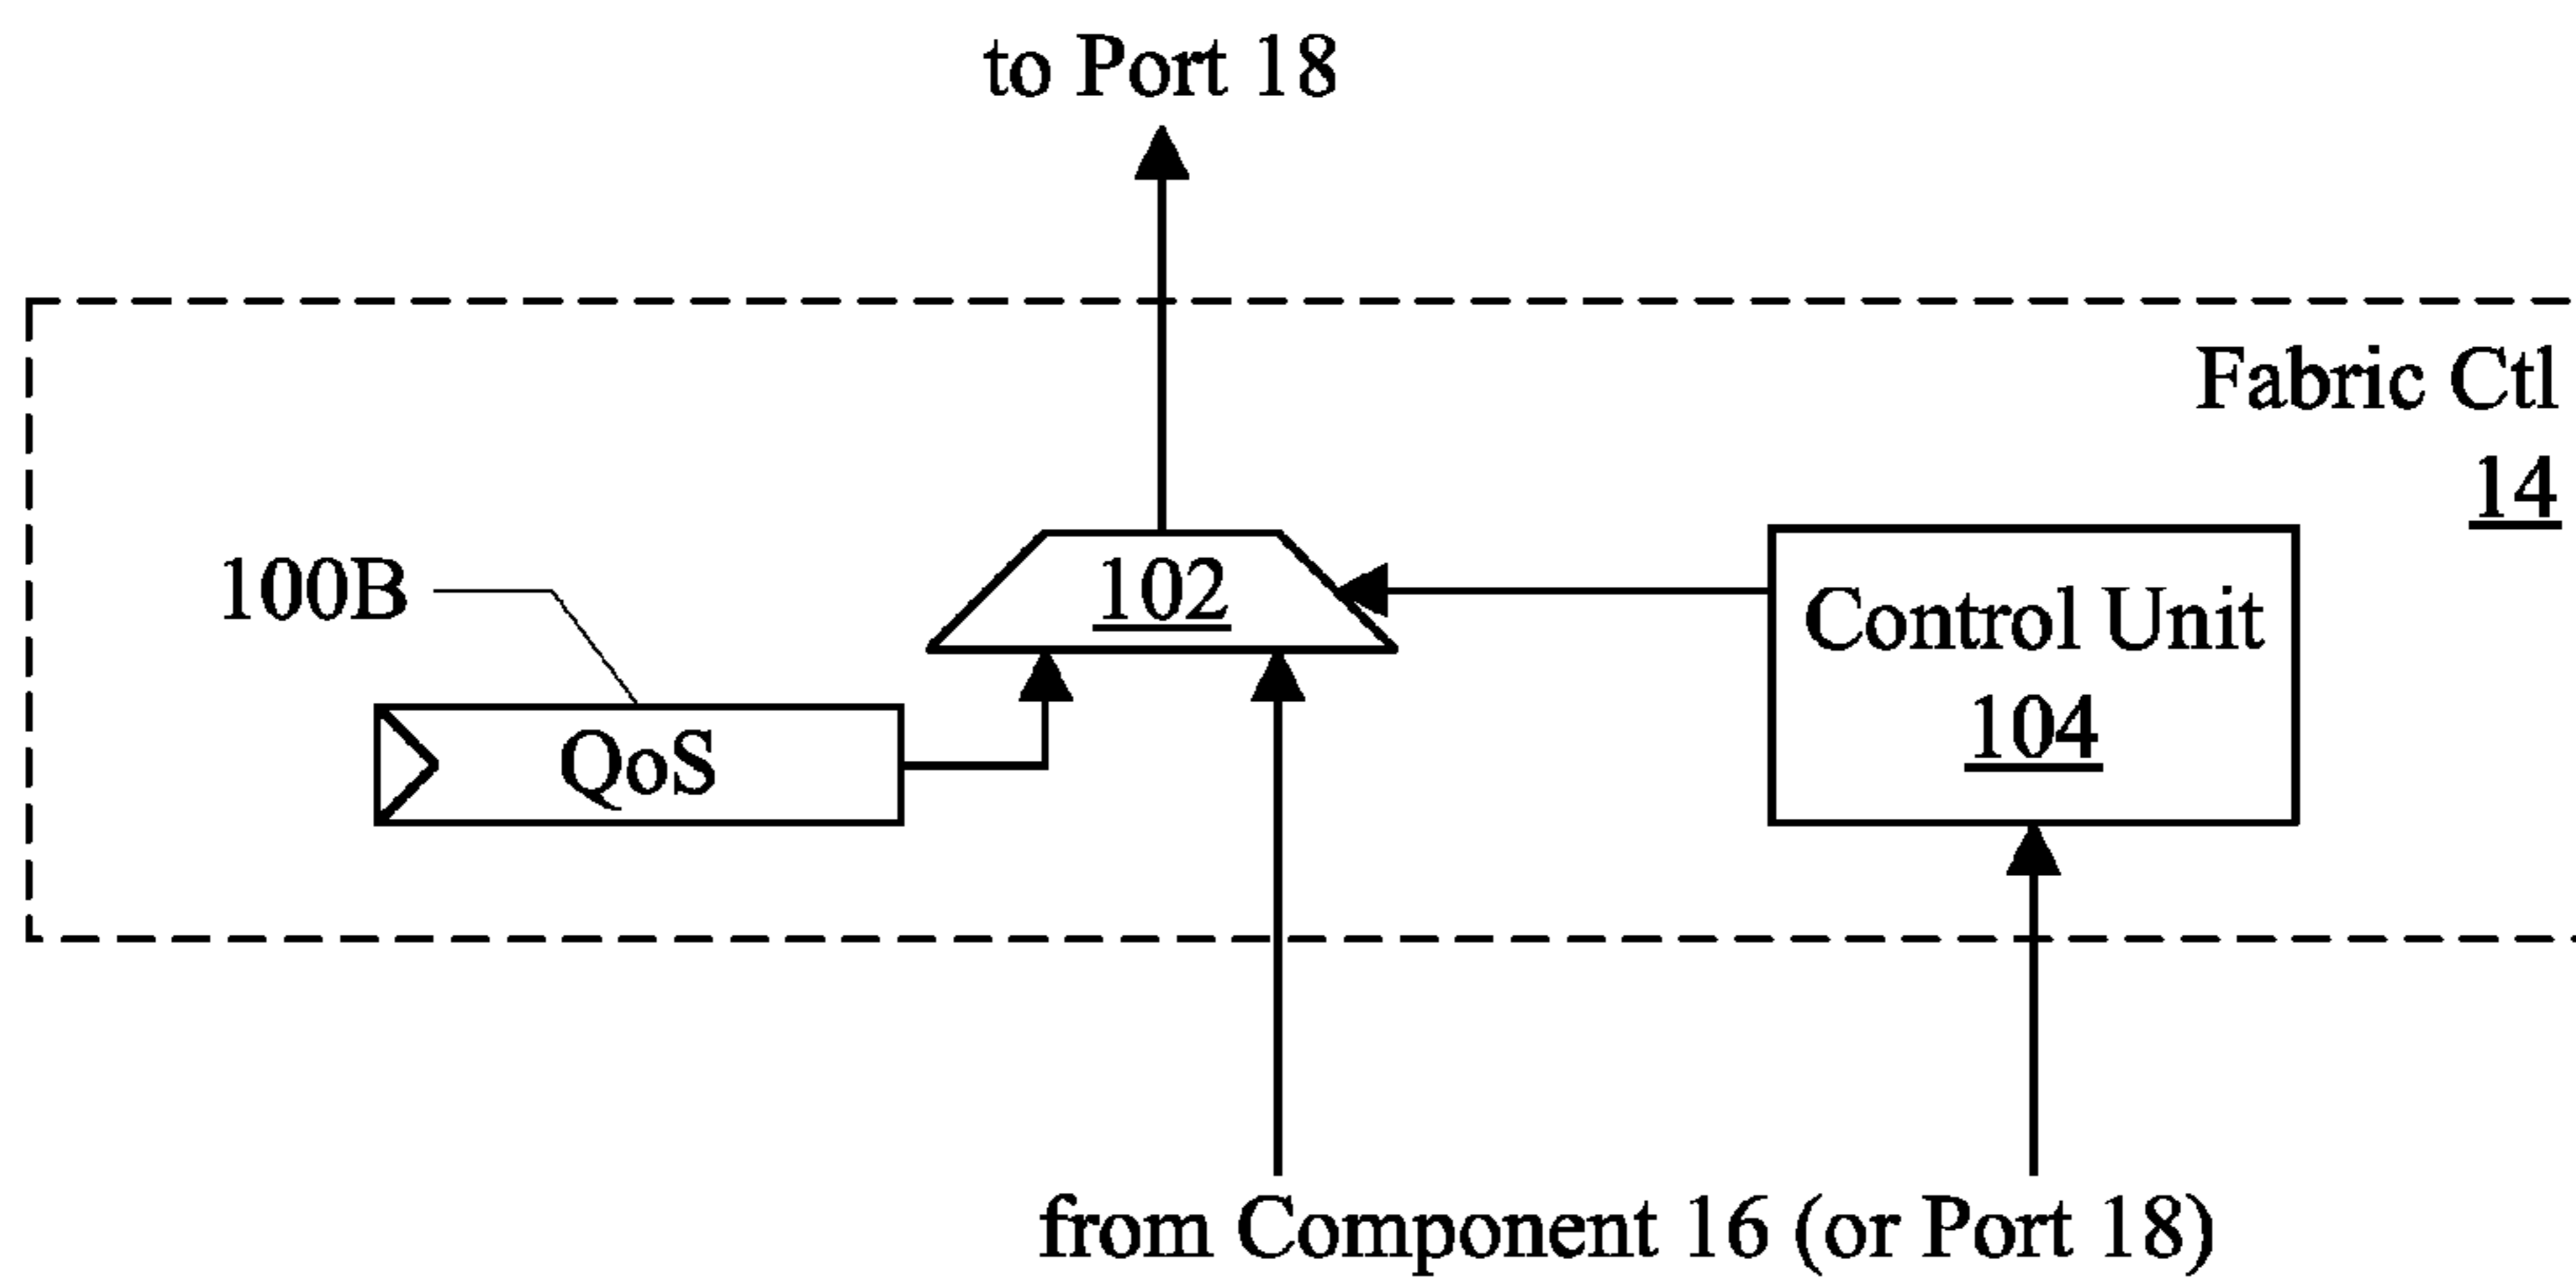 to Port 18
Fabric Ctl
14
100B
102
Control Unit
104
QoS
from Component 16 (or Port 18)